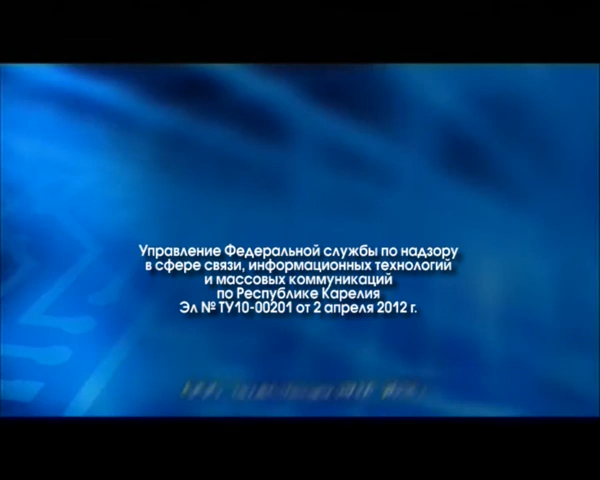 Управление Федеральной службы по надзору
в сфере связи, информационных технологий
и массовых коммуникаций
по Республике Карелия
Эл № ТУ10-00201 от 2 апреля 2012 г.